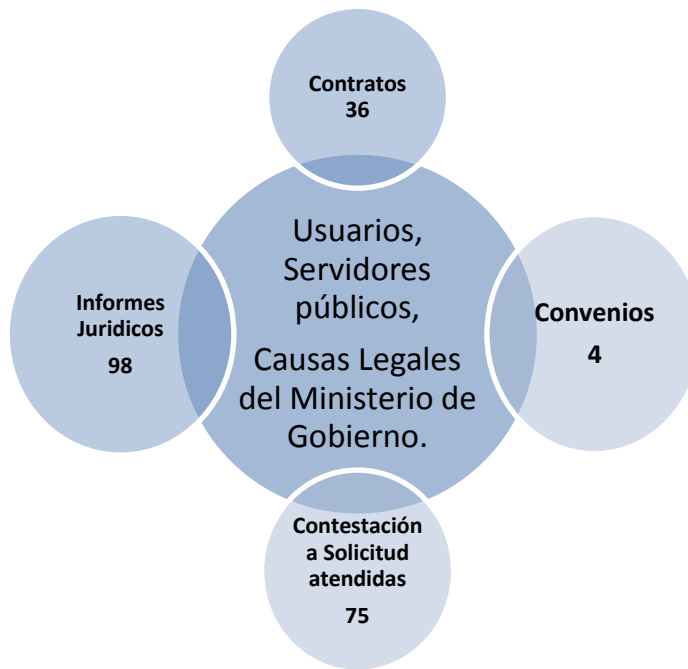 Contratos
36
Usuarios,
Servidores
públicos,
Causas Legales
del Ministerio de
Gobierno.
Informes
Juridicos
98
Convenios
4
Contestación
a Solicitud
atendidas
75